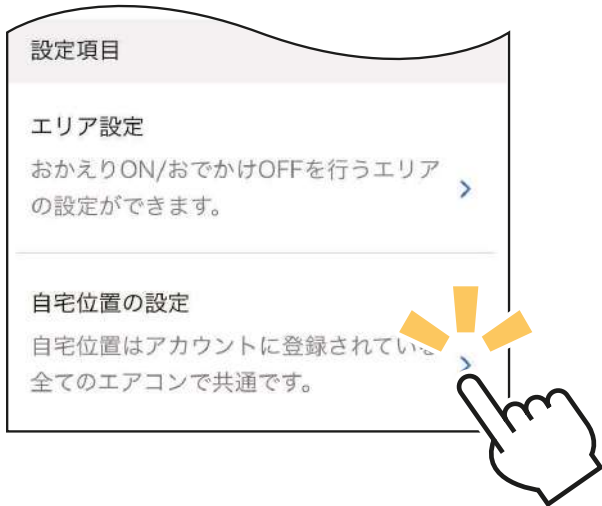 設定項目
エリア設定
おかえりON/おでかけOFFを行うエリア
の設定ができます。
自宅位置の設定
自宅位置はアカウントに登録されている
全てのエアコンで共通です。